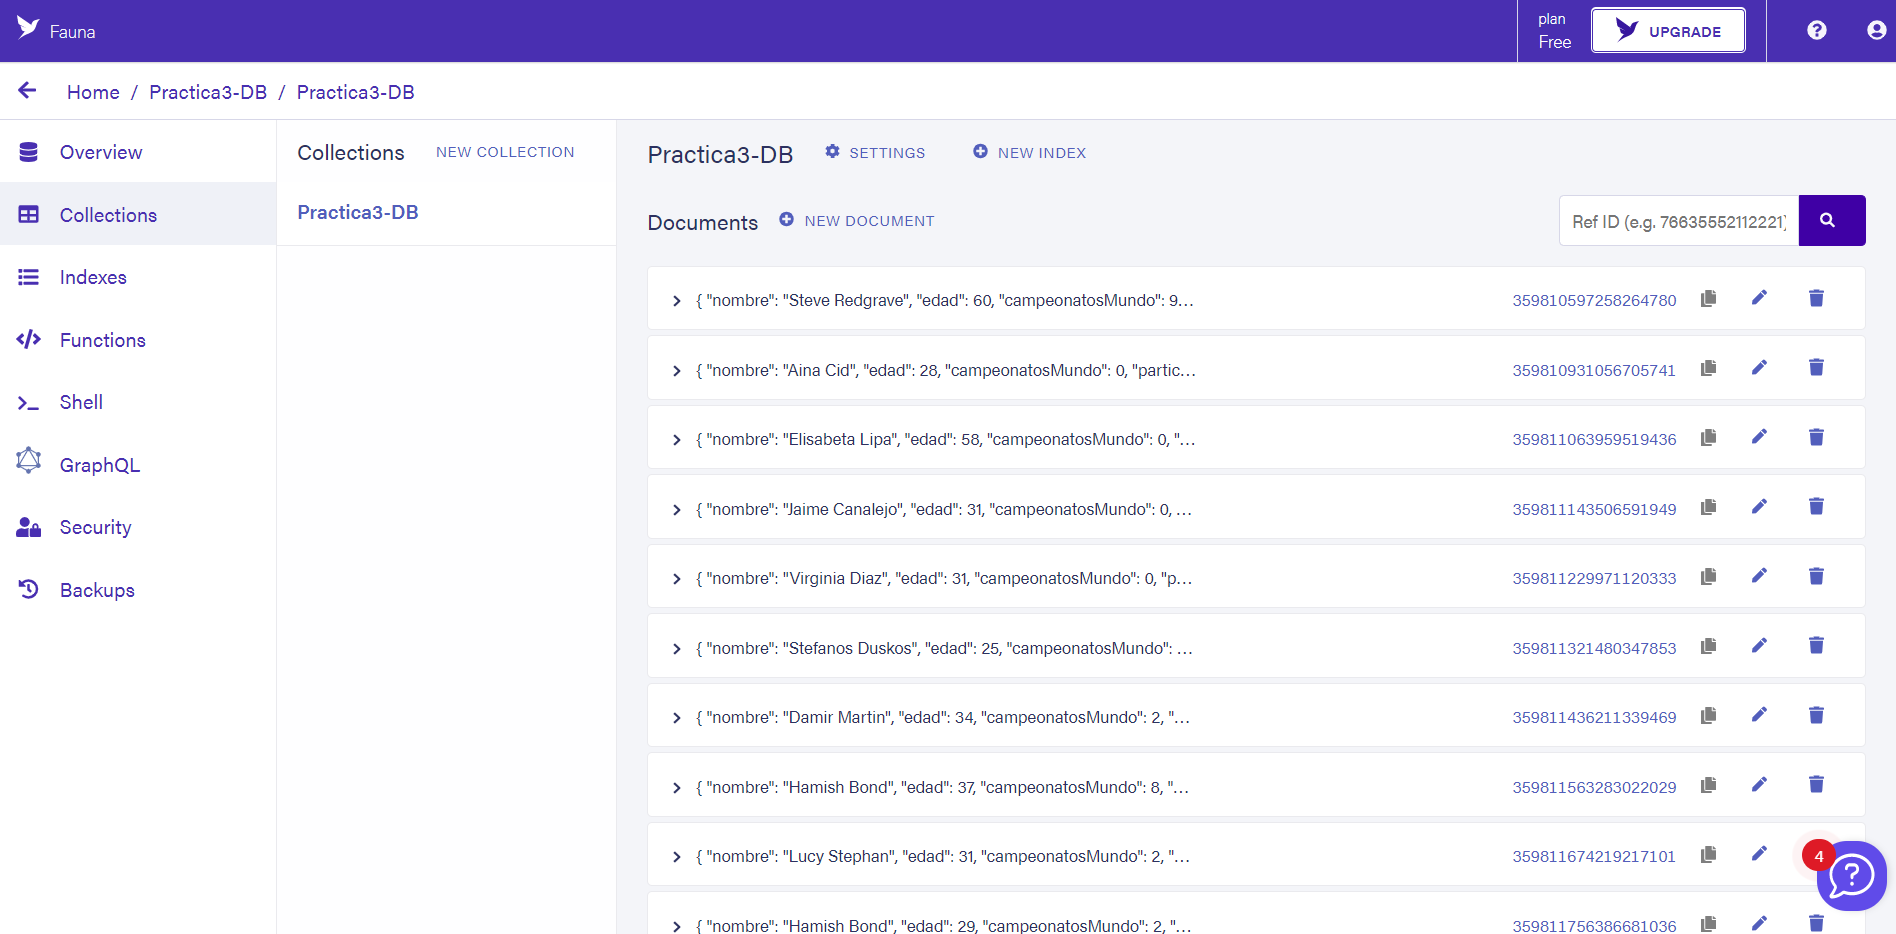 Fauna
plan
Free
UPGRADE
Home / Practica3-DB / Practica3-DB
Overview
Collections
Indexes
Functions
Shell
GraphQL
Security
Backups
Collections NEW COLLECTION
Practica3-DB
Practica3-DB SETTINGS NEW INDEX
Documents NEW DOCUMENT
Ref ID (e.g. 76635552112221)
{ "nombre": "Steve Redgrave", "edad": 60, "campeonatosMundo": 9... 359810597258264780
{ "nombre": "Aina Cid", "edad": 28, "campeonatosMundo": 0, "partic... 359810931056705741
{ "nombre": "Elisabeta Lipa", "edad": 58, "campeonatosMundo": 0, "... 359811063959519436
{ "nombre": "Jaime Canalejo", "edad": 31, "campeonatosMundo": 0, ... 359811143506591949
{ "nombre": "Virginia Diaz", "edad": 31, "campeonatosMundo": 0, "p... 359811229971120333
{ "nombre": "Stefanos Duskos", "edad": 25, "campeonatosMundo": ... 359811321480347853
{ "nombre": "Damir Martin", "edad": 34, "campeonatosMundo": 2, "... 359811436211339469
{ "nombre": "Hamish Bond", "edad": 37, "campeonatosMundo": 8, "... 359811563283022029
{ "nombre": "Lucy Stephan", "edad": 31, "campeonatosMundo": 2, "... 359811674219217101
4
{ "nombre": "Hamish Bond", "edad": 29, "campeonatosMundo": 2, "... 359811756386681036